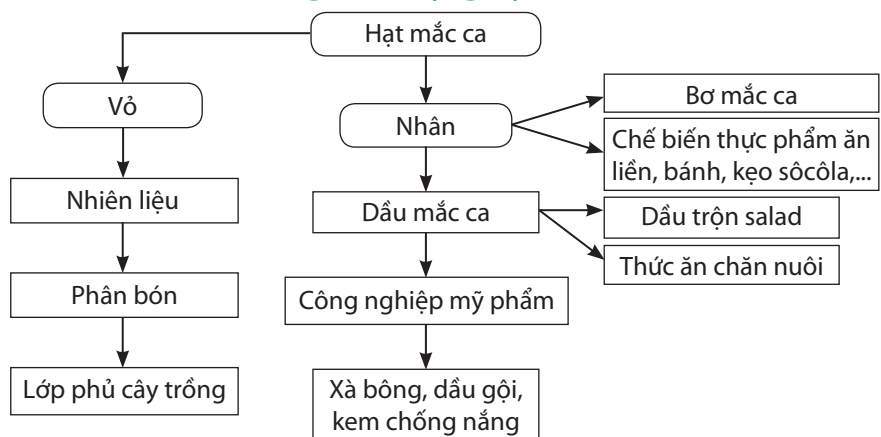 Hạt mắc ca
Vỏ
Nhân
Bơ mắc ca
Chế biến thực phẩm ăn
liền, bánh, kẹo sôcôla,...
Nhiên liệu
Dầu mắc ca
Dầu trộn salad
Thức ăn chăn nuôi
Phân bón
Công nghiệp mỹ phẩm
Lớp phủ cây trồng
Xà bông, dầu gội,
kem chống nắng